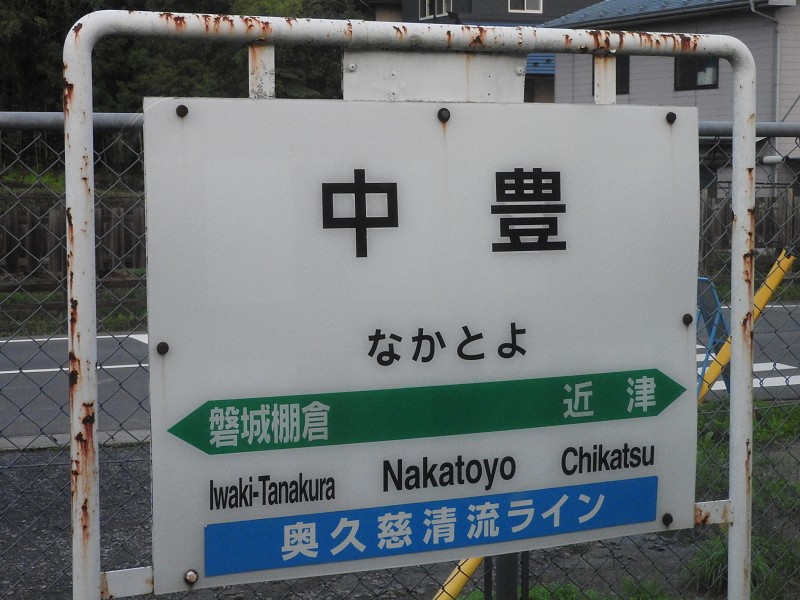 中豊
なかとよ
磐城棚倉 近津
Iwaki-Tanakura Nakatoyo Chikatsu
奥久慈清流ライン